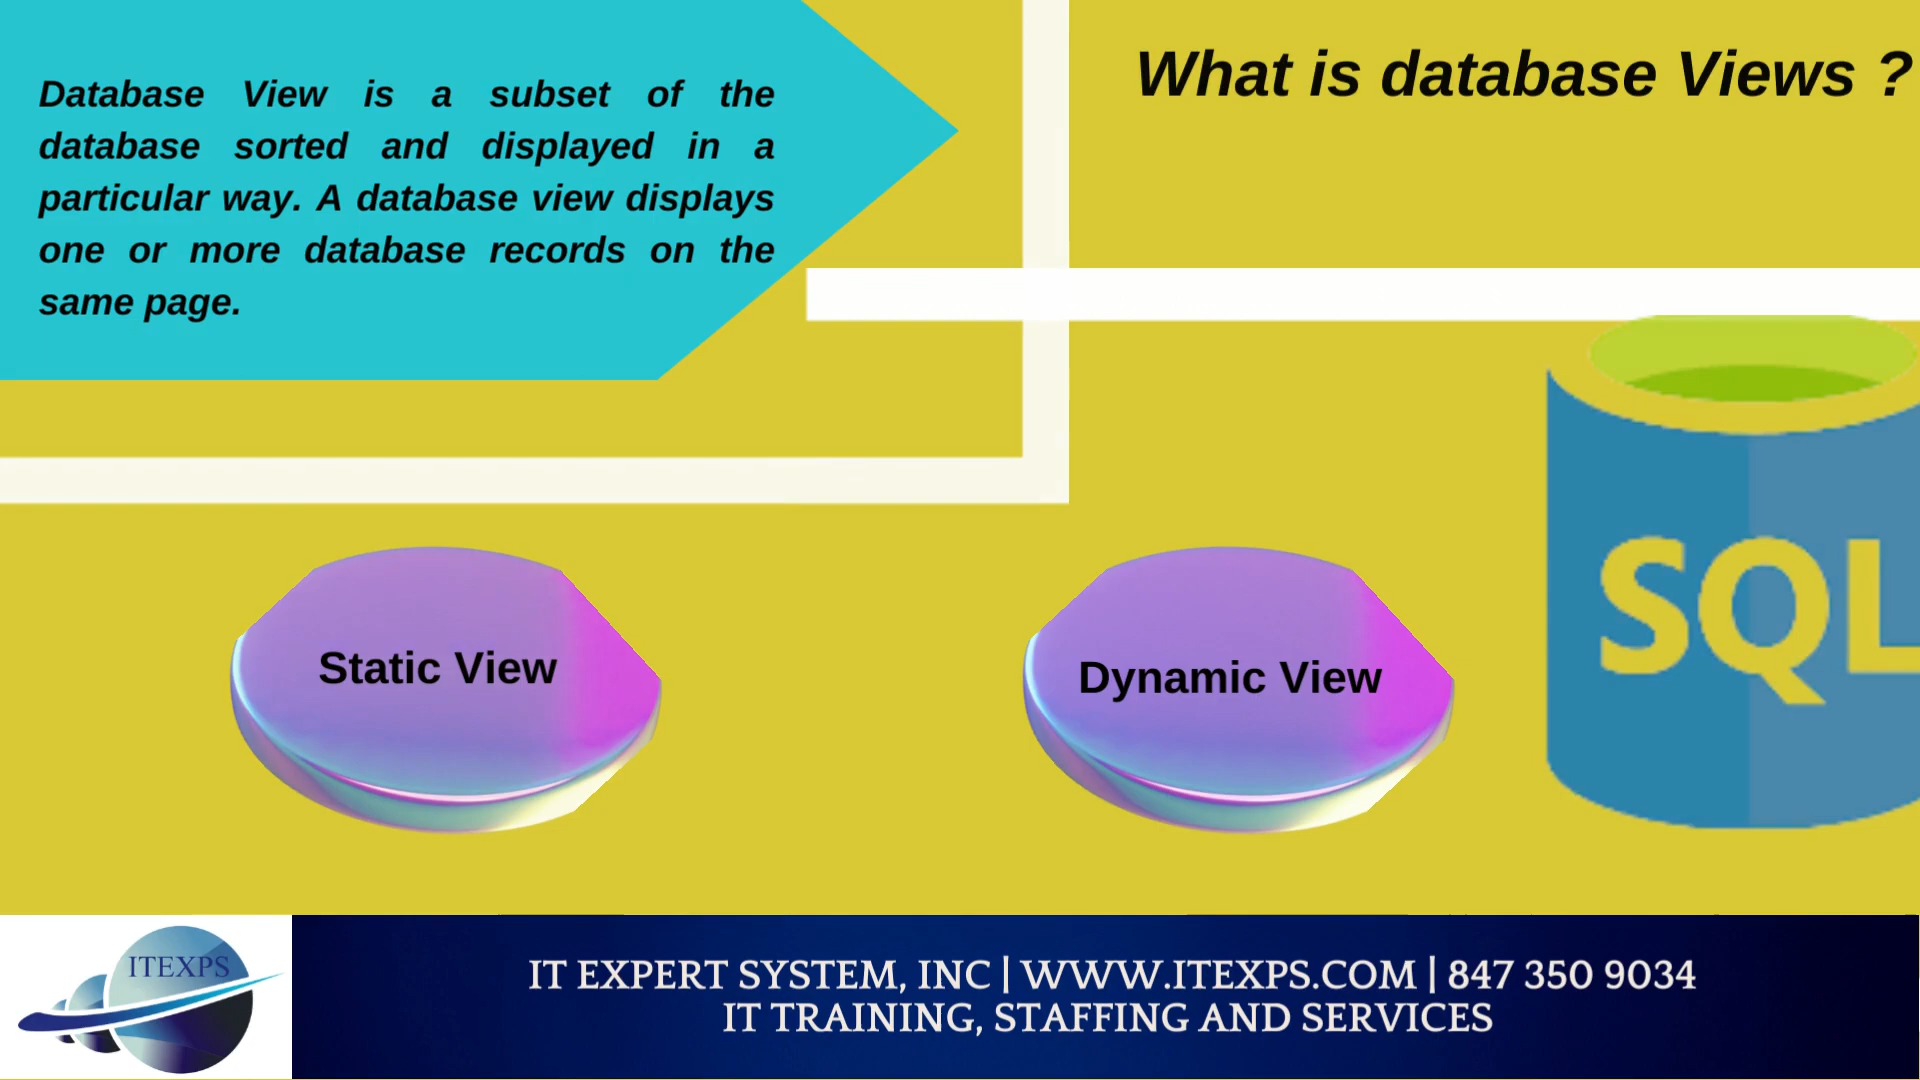 What is database Views ?
Database View is a subset of the
database sorted and displayed in a
particular way. A database view displays
one or more database records on the
same page.
Static View
Dynamic View
SQL
ITEXPS
IT EXPERT SYSTEM, INC | WWW.ITEXPS.COM | 847 350 9034
IT TRAINING, STAFFING AND SERVICES